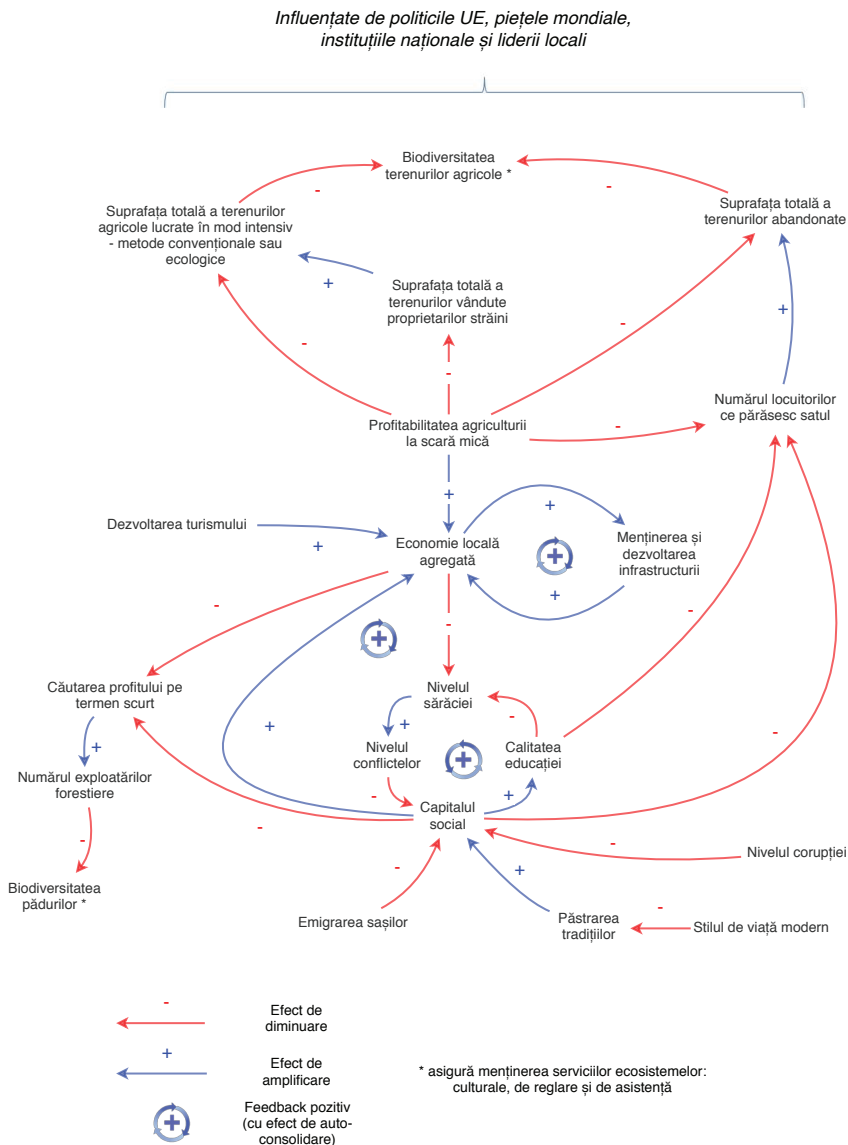 Influențate de politicile UE, piețele mondiale,
instituțiile naționale și liderii locali
Biodiversitatea
terenurilor agricole *
-
-
Suprafața totală a terenurilor
agricole lucrate în mod intensiv
- metode convenționale sau
ecologice
Suprafața totală a
terenurilor abandonate
+
Suprafața totală a
terenurilor vândute
proprietarilor străini
+
-
-
-
Numărul locuitorilor
ce părăsesc satul
Profitabilitatea agriculturii
la scară mică
-
+
Dezvoltarea turismului
+
+
Economie locală
agregată
Menținerea și
dezvoltarea
infrastructurii
+
-
-
-
Căutarea profitului pe
termen scurt
Nivelul
sărăciei
-
+
+
-
+
Nivelul
conflictelor
Calitatea
educației
Numărul exploatărilor
forestiere
-
+
Capitalul
social
-
-
-
Nivelul corupției
Biodiversitatea
pădurilor *
-
+
Emigrarea sașilor
Păstrarea
tradițiilor
-
Stilul de viață modern
-
Efect de
diminuare
+
Efect de
amplificare
* asigură menținerea serviciilor ecosistemelor:
culturale, de reglare și de asistență
Feedback pozitiv
(cu efect de auto-
consolidare)